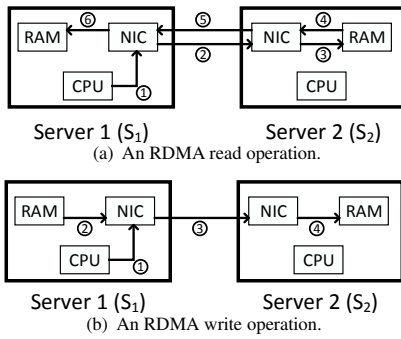 ⑥ ⑤ ④
RAM NIC NIC RAM
② ③
CPU ① CPU
Server 1 (S₁) Server 2 (S₂)
(a) An RDMA read operation.
RAM NIC NIC RAM
② ③ ④
CPU ① CPU
Server 1 (S₁) Server 2 (S₂)
(b) An RDMA write operation.